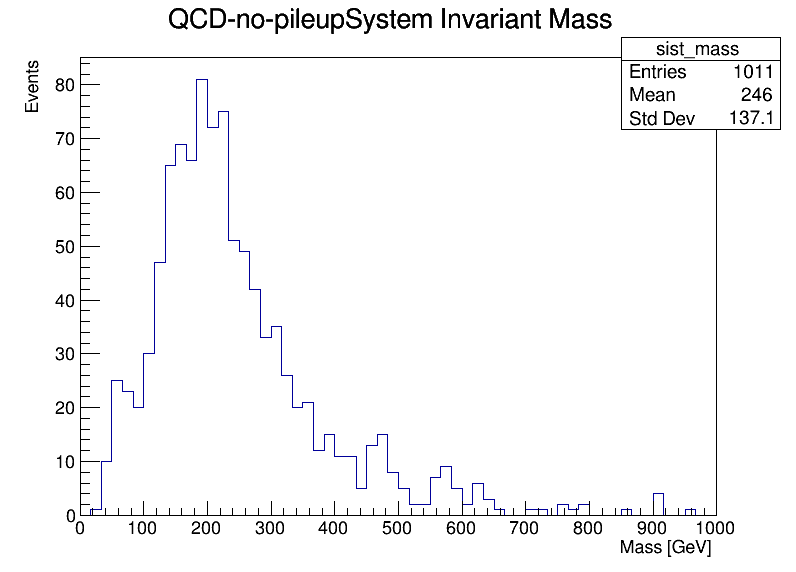 QCD-no-pileupSystem Invariant Mass
sist_mass
Entries 1011
Mean 246
Std Dev 137.1
Events
80
70
60
50
40
30
20
10
0
0 100 200 300 400 500 600 700 800 900 1000
Mass [GeV]